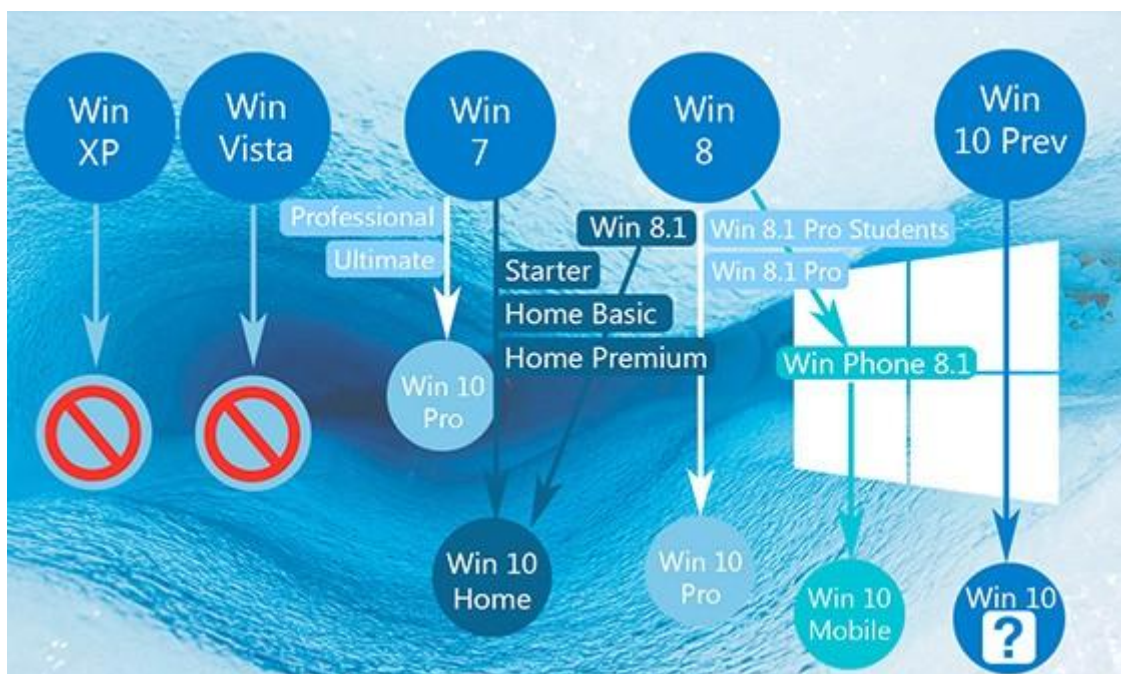 Win
XP
Win
Vista
Win
7
Win
8
Win
10 Prev
Professional
Ultimate
Win 8.1
Win 8.1 Pro Students
Starter
Win 8.1 Pro
Home Basic
Home Premium
Win Phone 8.1
Win 10
Pro
Win 10
Home
Win 10
Pro
Win 10
Mobile
Win 10
?